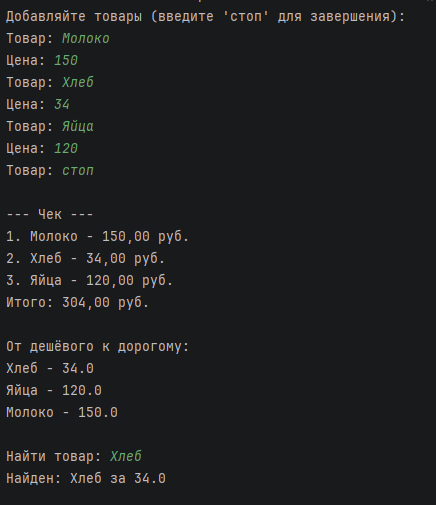 Добавляйте товары (введите 'стоп' для завершения):
Товар: Молоко
Цена: 150
Товар: Хлеб
Цена: 34
Товар: Яйца
Цена: 120
Товар: стоп
--- Чек ---
1. Молоко - 150,00 руб.
2. Хлеб - 34,00 руб.
3. Яйца - 120,00 руб.
Итого: 304,00 руб.
От дешёвого к дорогому:
Хлеб - 34.0
Яйца - 120.0
Молоко - 150.0
Найти товар: Хлеб
Найден: Хлеб за 34.0